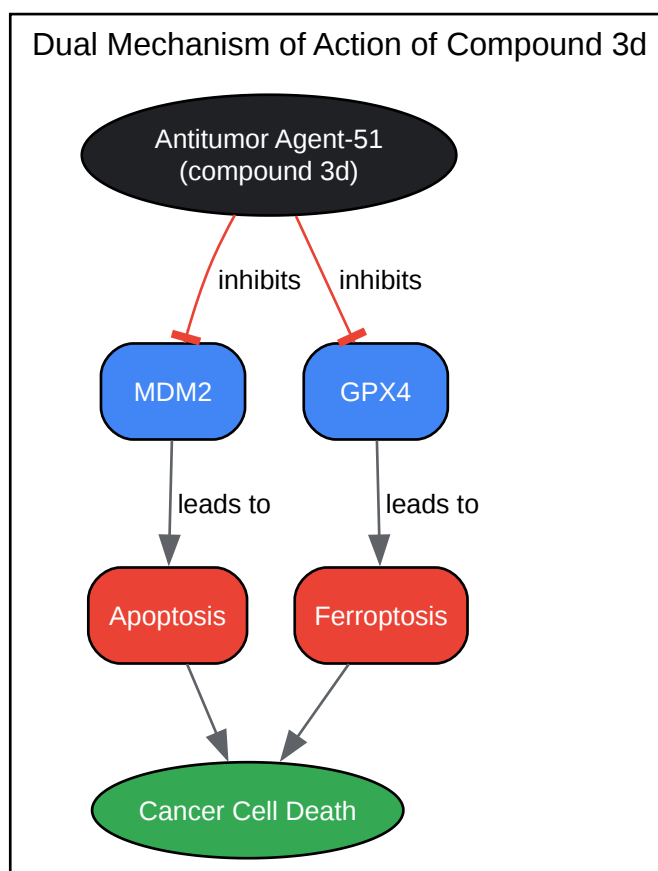 Dual Mechanism of Action of Compound 3d
Antitumor Agent-51
(compound 3d)
inhibits
inhibits
MDM2
GPX4
leads to
leads to
Apoptosis
Ferroptosis
Cancer Cell Death